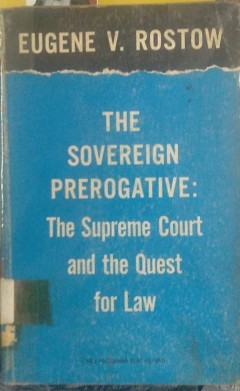 EUGENE V. ROSTOW
THE
SOVEREIGN
PREROGATIVE:
The Supreme Court
and the Quest
for Law